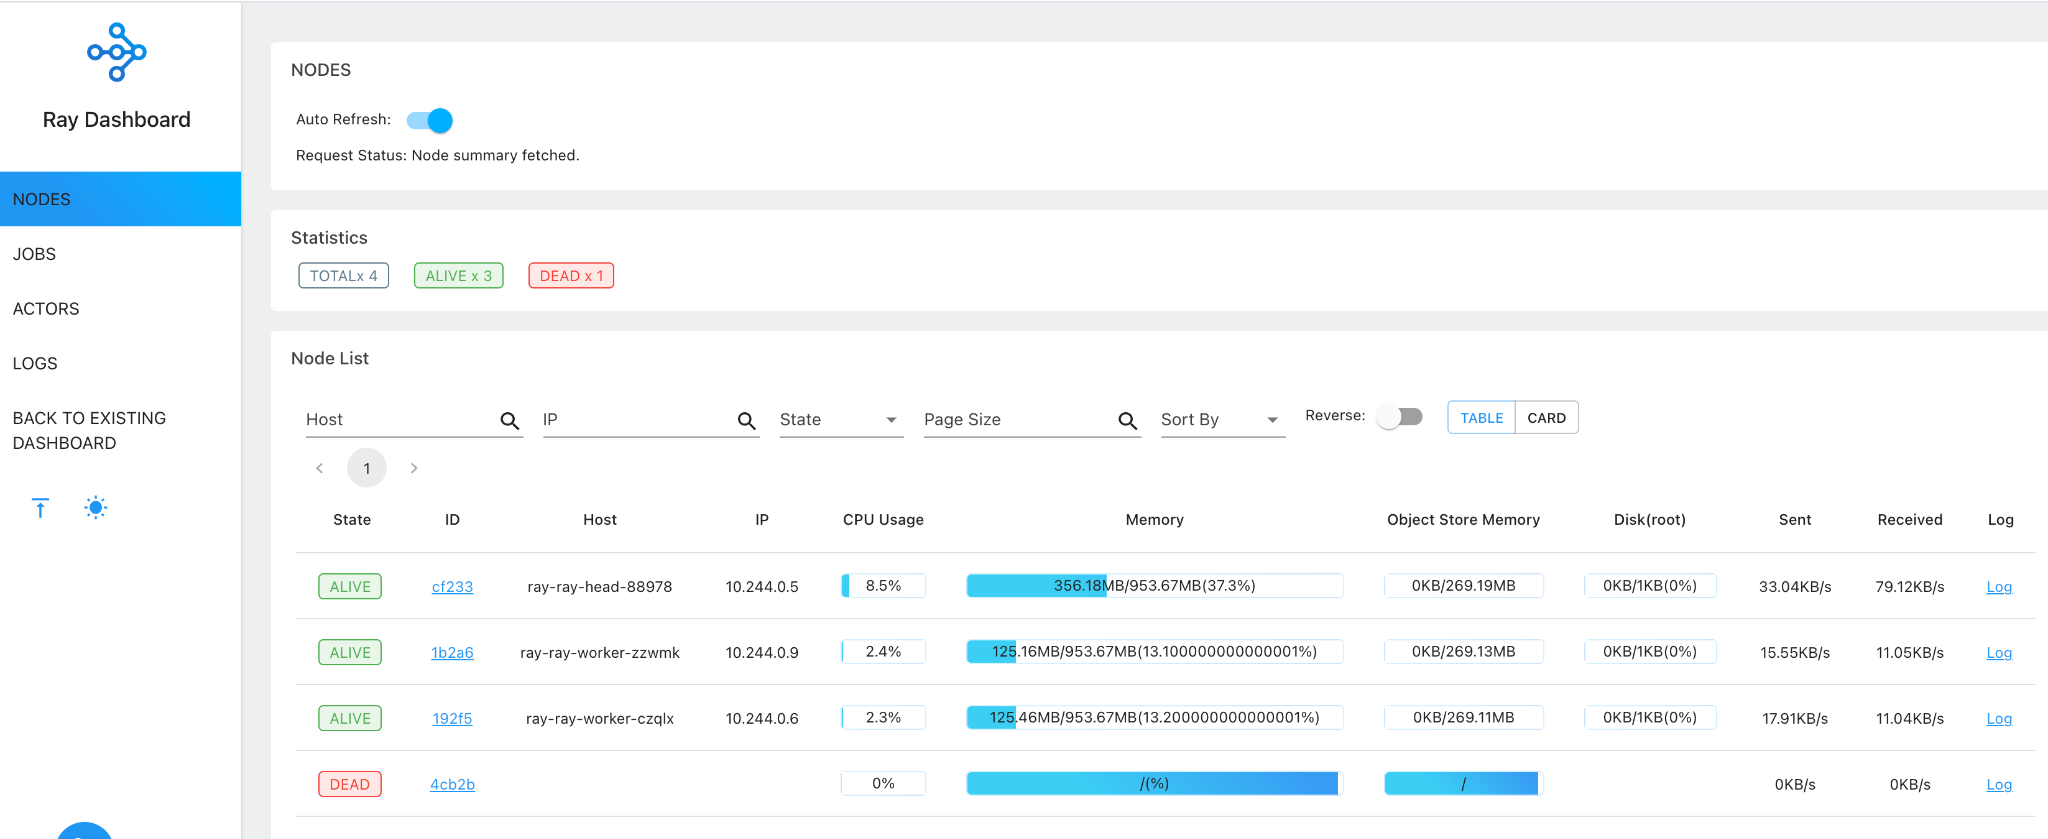 Ray Dashboard
NODES
JOBS
ACTORS
LOGS
BACK TO EXISTING
DASHBOARD
NODES
Auto Refresh:
Request Status: Node summary fetched.
Statistics
TOTALx 4 ALIVE x 3 DEAD x 1
Node List
Host IP State Page Size Sort By Reverse: TABLE CARD
< 1 >
State ID Host IP CPU Usage Memory Object Store Memory Disk(root) Sent Received Log
ALIVE cf233 ray-ray-head-88978 10.244.0.5 8.5% 356.18MB/953.67MB(37.3%) 0KB/269.19MB 0KB/1KB(0%) 33.04KB/s 79.12KB/s Log
ALIVE 1b2a6 ray-ray-worker-zzwmk 10.244.0.9 2.4% 125.16MB/953.67MB(13.100000000000001%) 0KB/269.13MB 0KB/1KB(0%) 15.55KB/s 11.05KB/s Log
ALIVE 192f5 ray-ray-worker-czqlx 10.244.0.6 2.3% 125.46MB/953.67MB(13.200000000000001%) 0KB/269.11MB 0KB/1KB(0%) 17.91KB/s 11.04KB/s Log
DEAD 4cb2b 0% /(%) / 0KB/s 0KB/s Log